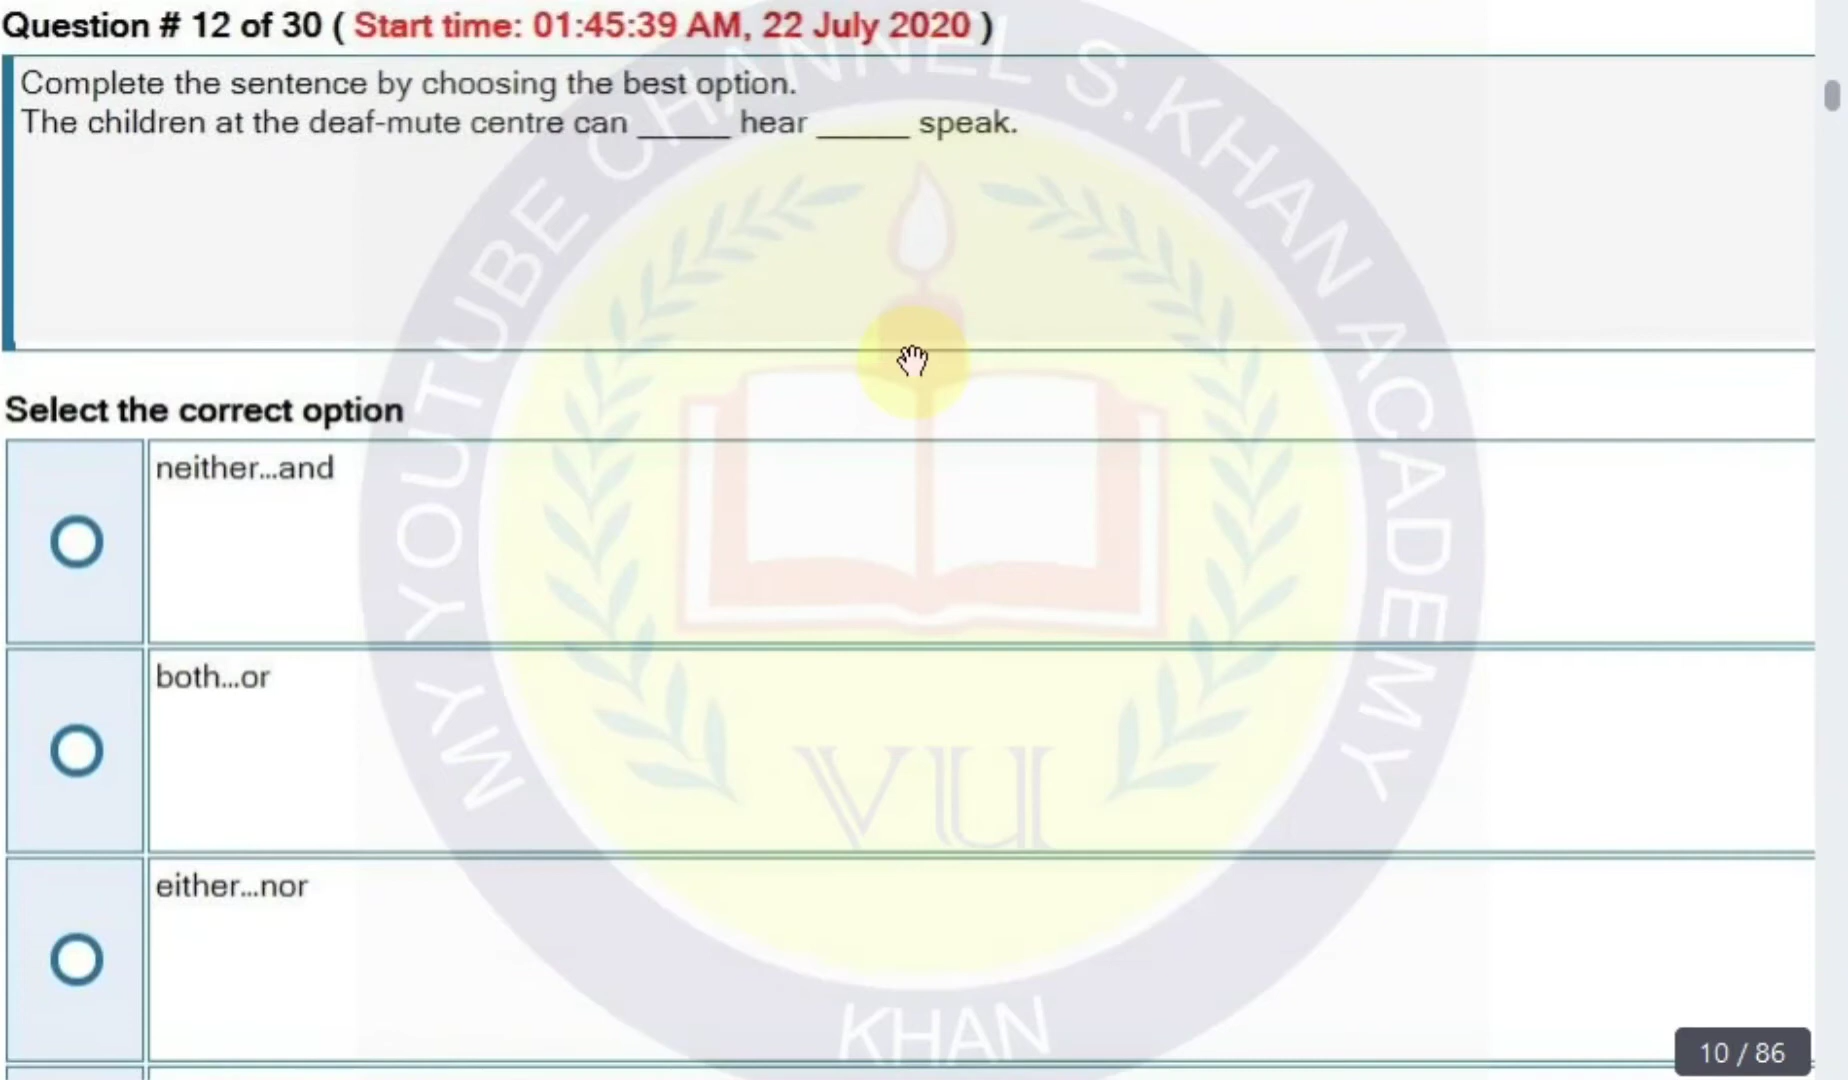 Question # 12 of 30 ( Start time: 01:45:39 AM, 22 July 2020 )
Complete the sentence by choosing the best option.
The children at the deaf-mute centre can ______ hear ______ speak.
Select the correct option
neither...and
both...or
either...nor
MY YOUTUBE CHANNEL S.KHAN ACADEMY
VU
KHAN
10 / 86